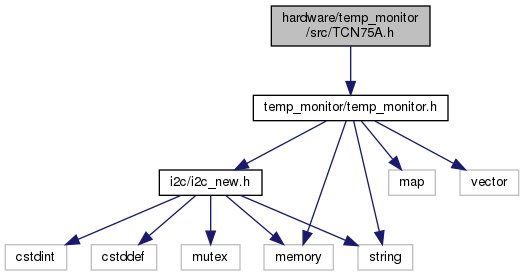 hardware/temp_monitor
/src/TCN75A.h
temp_monitor/temp_monitor.h
i2c/i2c_new.h
map
vector
cstdint
cstddef
mutex
memory
string